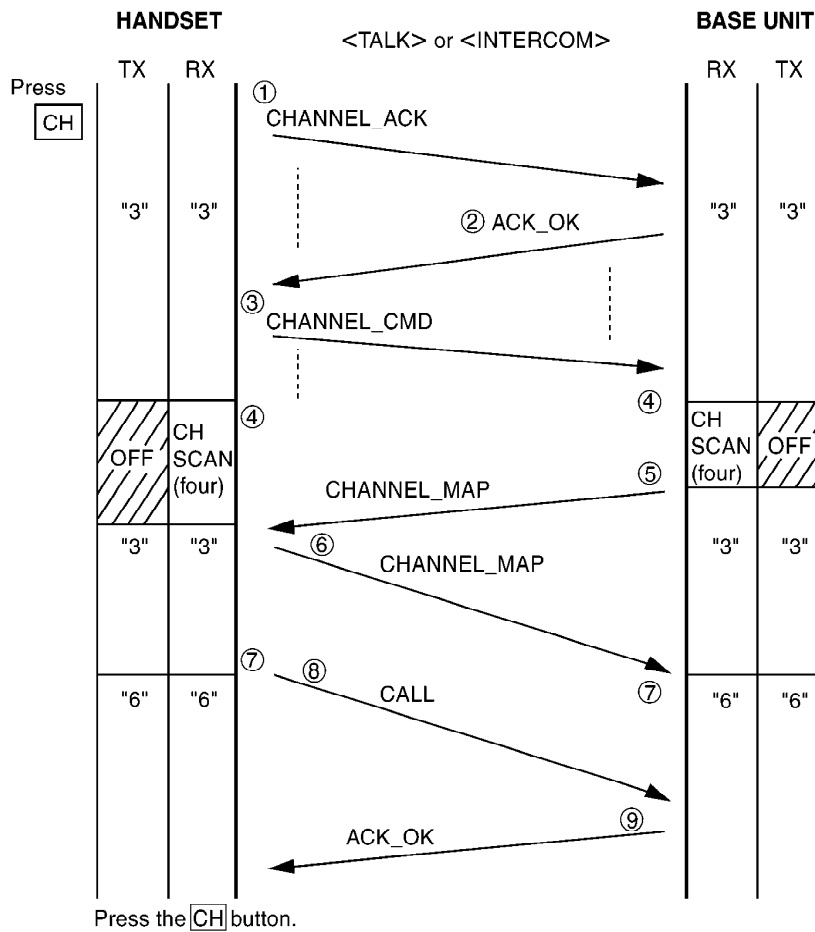 HANDSET
<TALK> or <INTERCOM>
BASE UNIT
TX RX
RX TX
Press
CH
①
CHANNEL_ACK
"3" "3"
"3" "3"
② ACK_OK
③
CHANNEL_CMD
④
④
OFF
CH
SCAN
(four)
CH
SCAN
(four)
OFF
⑤
CHANNEL_MAP
"3" "3"
⑥
"3" "3"
CHANNEL_MAP
⑦
⑧
⑦
"6" "6"
CALL
"6" "6"
⑨
ACK_OK
Press the CH button.